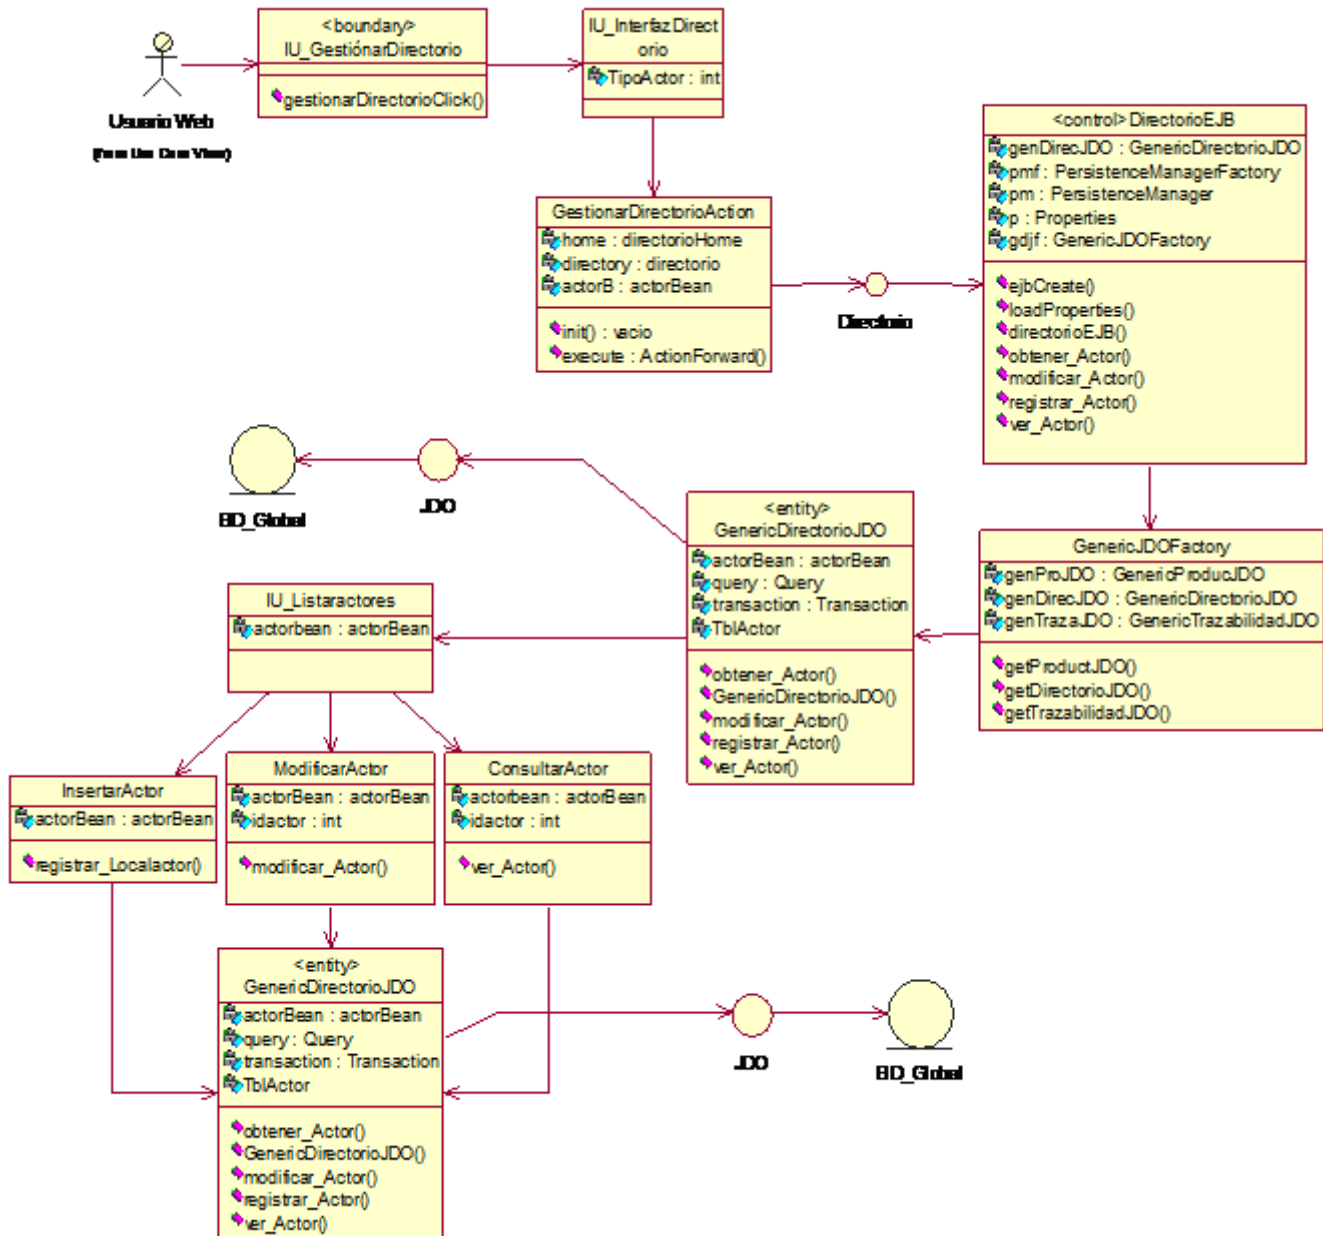 <boundary>
IU_GestiónarDirectorio
gestionarDirectorioClick()
IU_InterfazDirect
orio
TipoActor : int
Usuario Web
(from Use Case View)
<control> DirectorioEJB
genDirecJDO : GenericDirectorioJDO
pmf : PersistenceManagerFactory
pm : PersistenceManager
p : Properties
gdjf : GenericJDOFactory
ejbCreate()
loadProperties()
directorioEJB()
obtener_Actor()
modificar_Actor()
registrar_Actor()
ver_Actor()
GestionarDirectorioAction
home : directorioHome
directory : directorio
actorB : actorBean
init() : vacio
execute : ActionForward()
Directorio
BD_Global
JDO
<entity>
GenericDirectorioJDO
actorBean : actorBean
query : Query
transaction : Transaction
TblActor
obtener_Actor()
GenericDirectorioJDO()
modificar_Actor()
registrar_Actor()
ver_Actor()
GenericJDOFactory
genProJDO : GenericProducJDO
genDirecJDO : GenericDirectorioJDO
genTrazaJDO : GenericTrazabilidadJDO
getProductJDO()
getDirectorioJDO()
getTrazabilidadJDO()
IU_Listaractores
actorbean : actorBean
InsertarActor
actorBean : actorBean
registrar_Localactor()
ModificarActor
actorBean : actorBean
idactor : int
modificar_Actor()
ConsultarActor
actorbean : actorBean
idactor : int
ver_Actor()
<entity>
GenericDirectorioJDO
actorBean : actorBean
query : Query
transaction : Transaction
TblActor
obtener_Actor()
GenericDirectorioJDO()
modificar_Actor()
registrar_Actor()
ver_Actor()
JDO
BD_Global